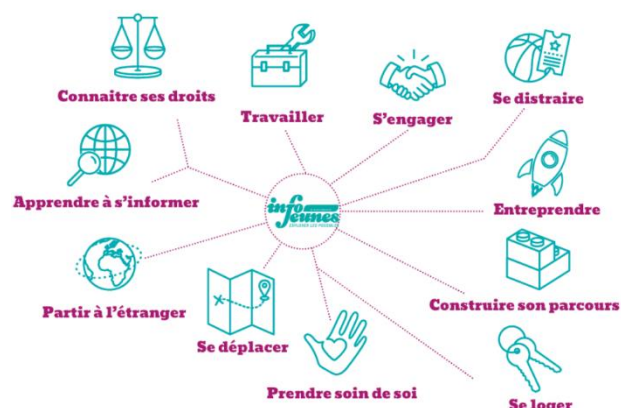 Connaitre ses droits
Travailler
S'engager
Se distraire
Apprendre à s'informer
info
jeunes
Entreprendre
Partir à l'étranger
Se déplacer
Construire son parcours
Prendre soin de soi
Se loger